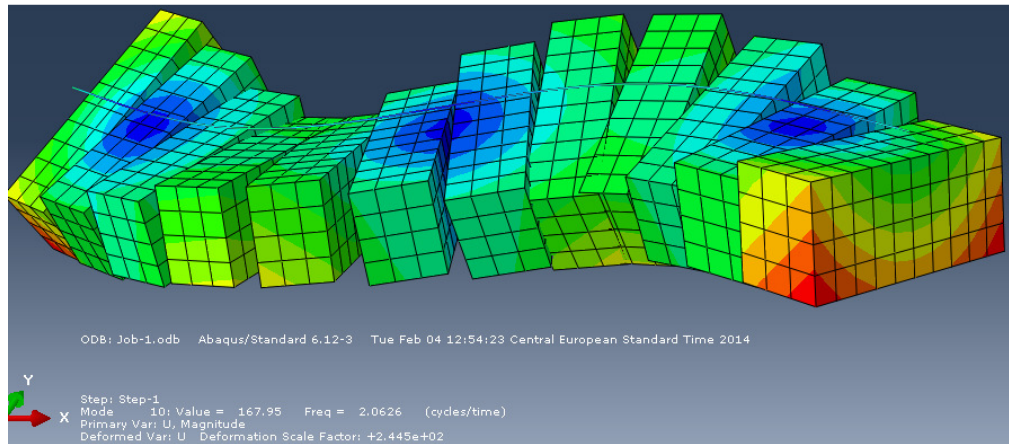 ODB: Job-1.odb Abaqus/Standard 6.12-3 Tue Feb 04 12:54:23 Central European Standard Time 2014
Y
X
Step: Step-1
Mode 10: Value = 167.95 Freq = 2.0626 (cycles/time)
Primary Var: U, Magnitude
Deformed Var: U Deformation Scale Factor: +2.445e+02